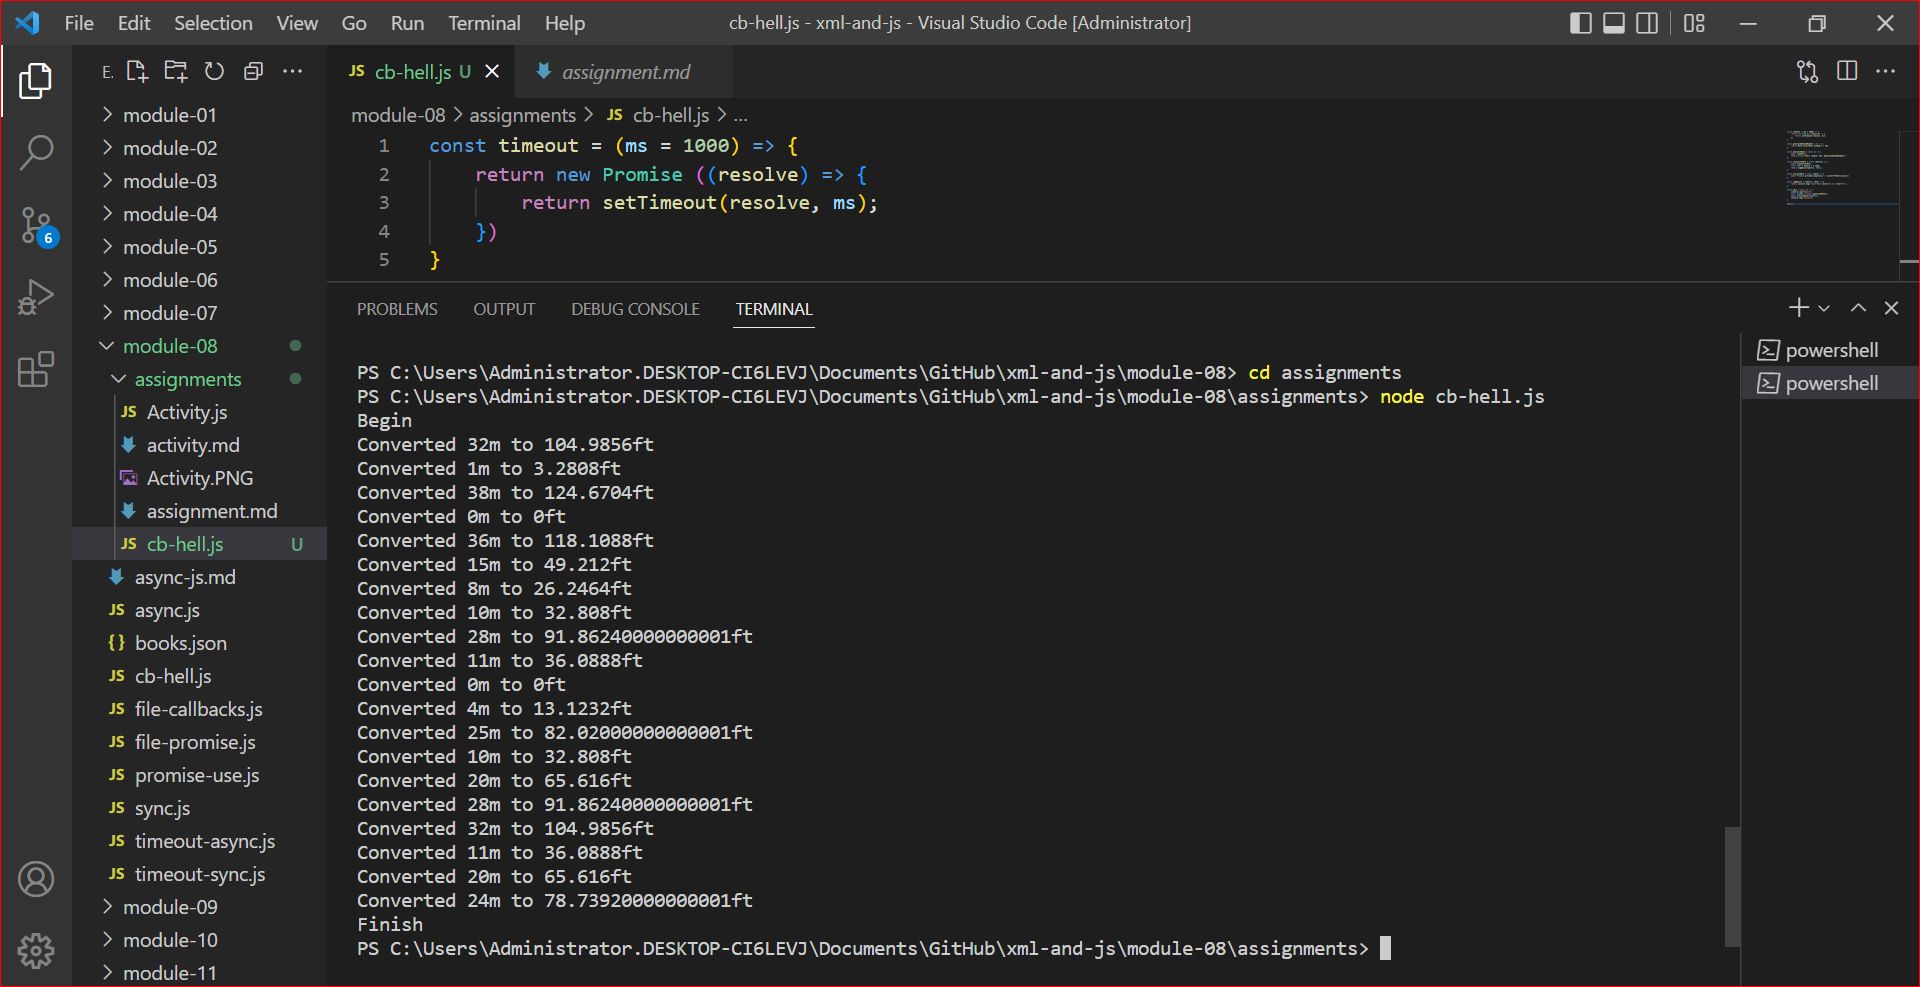 File Edit Selection View Go Run Terminal Help
cb-hell.js - xml-and-js - Visual Studio Code [Administrator]
E.
module-01
module-02
module-03
module-04
module-05
module-06
module-07
module-08
assignments
JS Activity.js
activity.md
Activity.PNG
assignment.md
JS cb-hell.js U
async-js.md
JS async.js
{} books.json
JS cb-hell.js
JS file-callbacks.js
JS file-promise.js
JS promise-use.js
JS sync.js
JS timeout-async.js
JS timeout-sync.js
module-09
module-10
module-11
6
JS cb-hell.js U
assignment.md
module-08 > assignments > JS cb-hell.js > ...
1 const timeout = (ms = 1000) => {
2 return new Promise ((resolve) => {
3 return setTimeout(resolve, ms);
4 })
5 }
PROBLEMS OUTPUT DEBUG CONSOLE TERMINAL
PS C:\Users\Administrator.DESKTOP-CI6LEVJ\Documents\GitHub\xml-and-js\module-08> cd assignments
PS C:\Users\Administrator.DESKTOP-CI6LEVJ\Documents\GitHub\xml-and-js\module-08\assignments> node cb-hell.js
Begin
Converted 32m to 104.9856ft
Converted 1m to 3.2808ft
Converted 38m to 124.6704ft
Converted 0m to 0ft
Converted 36m to 118.1088ft
Converted 15m to 49.212ft
Converted 8m to 26.2464ft
Converted 10m to 32.808ft
Converted 28m to 91.86240000000001ft
Converted 11m to 36.0888ft
Converted 0m to 0ft
Converted 4m to 13.1232ft
Converted 25m to 82.02000000000001ft
Converted 10m to 32.808ft
Converted 20m to 65.616ft
Converted 28m to 91.86240000000001ft
Converted 32m to 104.9856ft
Converted 11m to 36.0888ft
Converted 20m to 65.616ft
Converted 24m to 78.73920000000001ft
Finish
PS C:\Users\Administrator.DESKTOP-CI6LEVJ\Documents\GitHub\xml-and-js\module-08\assignments>
powershell
powershell